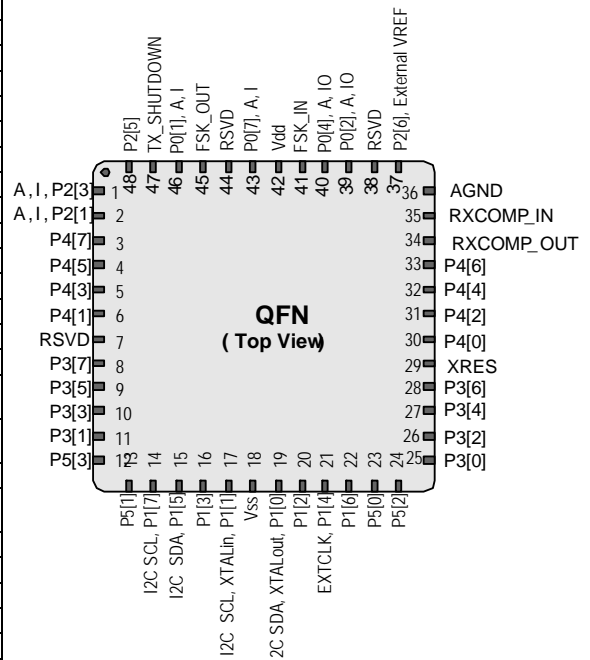 P2[5]
TX_SHUTDOWN
P0[1], A, I
FSK_OUT
RSVD
P0[7], A, I
Vdd
FSK_IN
P0[4], A, IO
P0[2], A, IO
RSVD
P2[6], External VREF
48
47
46
45
44
43
42
41
40
39
38
37
A, I, P2[3] 1
A, I, P2[1] 2
P4[7] 3
P4[5] 4
P4[3] 5
P4[1] 6
RSVD 7
P3[7] 8
P3[5] 9
P3[3] 10
P3[1] 11
P5[3] 12
QFN
( Top View)
36 AGND
35 RXCOMP_IN
34 RXCOMP_OUT
33 P4[6]
32 P4[4]
31 P4[2]
30 P4[0]
29 XRES
28 P3[6]
27 P3[4]
26 P3[2]
25 P3[0]
13
14
15
16
17
18
19
20
21
22
23
24
P5[1]
I2C SCL, P1[7]
I2C SDA, P1[5]
P1[3]
I2C SCL, XTALin, P1[1]
Vss
2C SDA, XTALout, P1[0]
P1[2]
EXTCLK, P1[4]
P1[6]
P5[0]
P5[2]